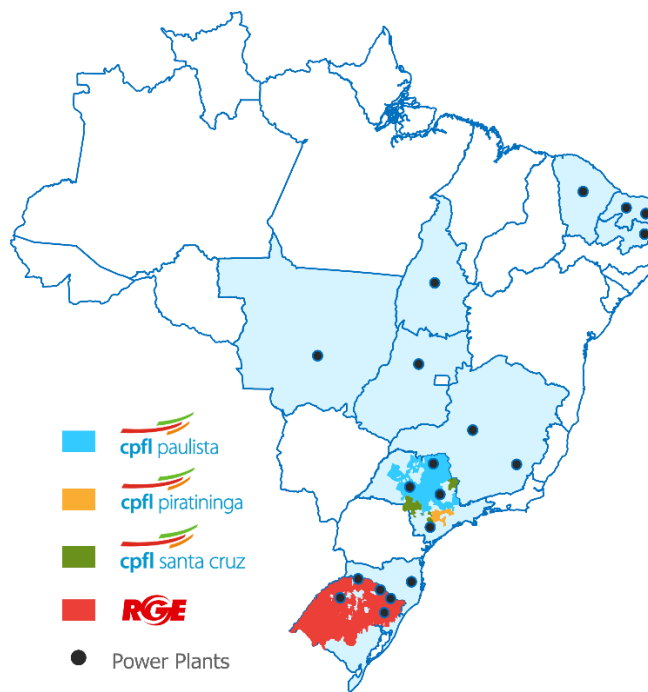 cpfl paulista
cpfl piratininga
cpfl santa cruz
RGE
Power Plants